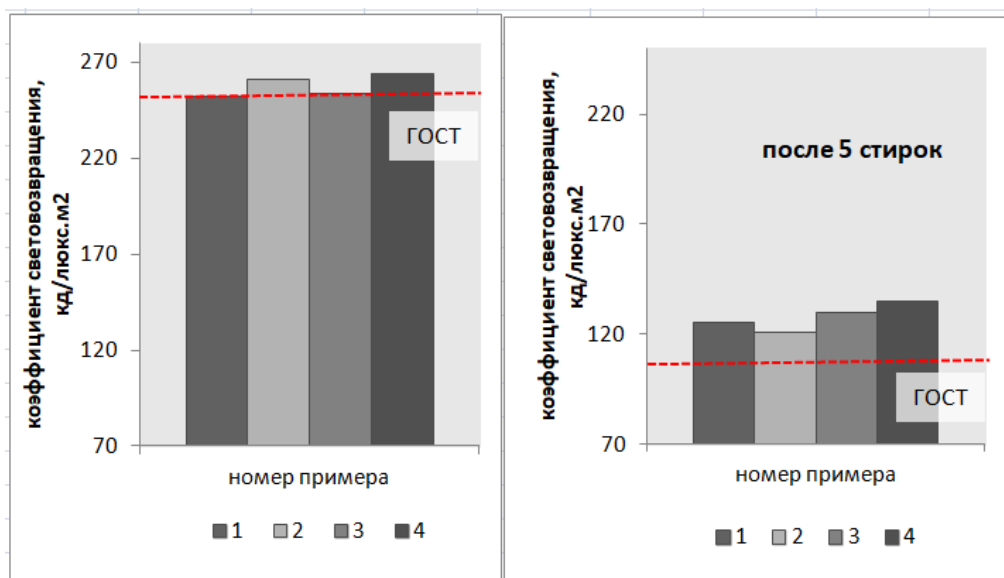 коэффициент световозвращения,
кд/люкс.м2
270
220
170
120
70
ГОСТ
номер примера
1 2 3 4
коэффициент световозвращения,
кд/люкс.м2
220
170
120
70
после 5 стирок
ГОСТ
номер примера
1 2 3 4